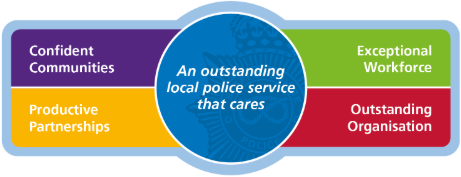 Confident
Communities
Productive
Partnerships
An outstanding
local police service
that cares
Exceptional
Workforce
Outstanding
Organisation